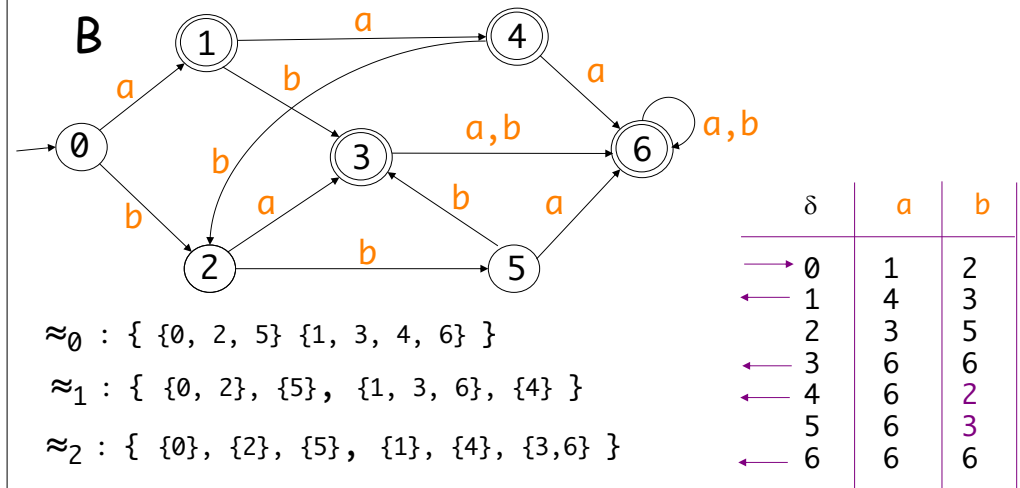 B
1
a
4
a
b
a
0
a,b
a,b
6
3
b
b
a
b
a
2
b
5
δ a b
0 1 2
1 4 3
2 3 5
3 6 6
4 6 2
5 6 3
6 6 6
≈0 : { {0, 2, 5} {1, 3, 4, 6} }
≈1 : { {0, 2}, {5}, {1, 3, 6}, {4} }
≈2 : { {0}, {2}, {5}, {1}, {4}, {3,6} }